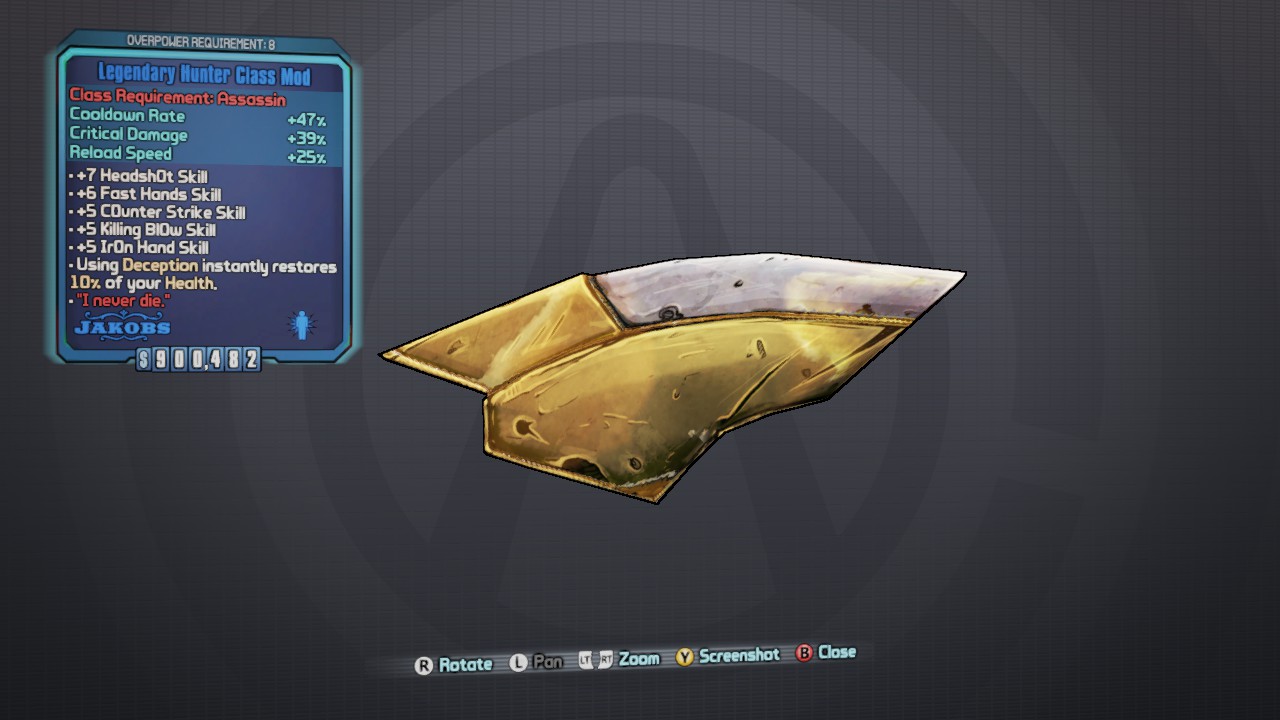 OVERPOWER REQUIREMENT: 8
Legendary Hunter Class Mod
Class Requirement: Assassin
Cooldown Rate +47%
Critical Damage +39%
Reload Speed +25%
• +7 Headsh0t Skill
• +6 Fast Hands Skill
• +5 C0unter Strike Skill
• +5 Killing Bl0w Skill
• +5 Ir0n Hand Skill
• Using Deception instantly restores
10% of your Health.
• "I never die."
JAKOBS
$900,482
R Rotate L Pan LT RT Zoom Y Screenshot B Close